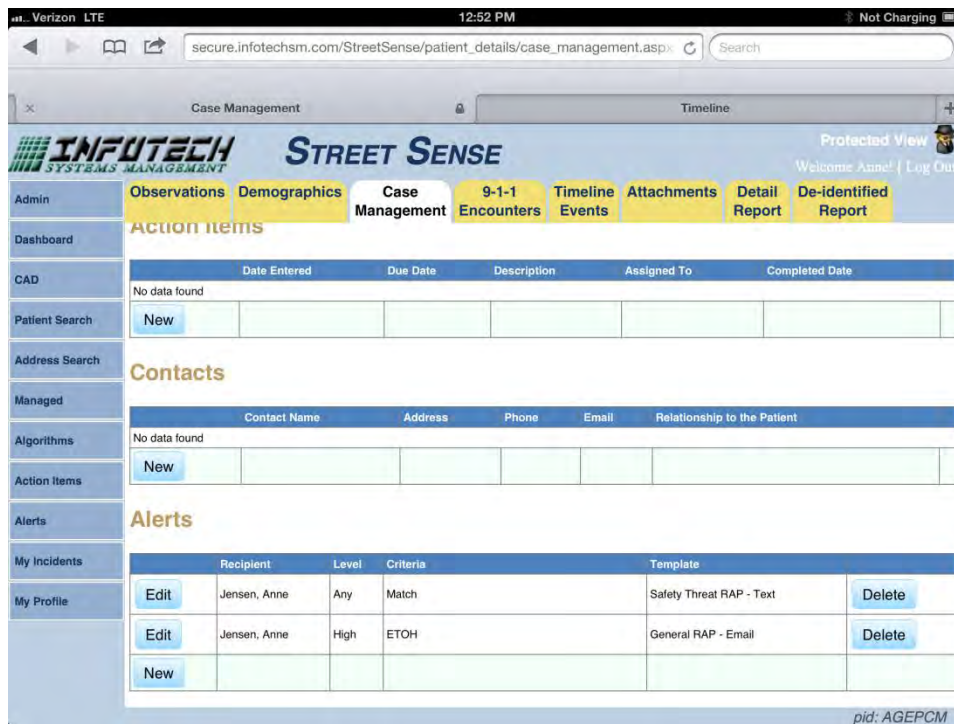 Verizon LTE 12:52 PM Not Charging
secure.infotechsm.com/StreetSense/patient_details/case_management.aspx Search
Case Management Timeline
INFOTECH
SYSTEMS MANAGEMENT
STREET SENSE
Protected View
Welcome Anne! | Log Out
Observations Demographics Case Management 9-1-1 Encounters Timeline Events Attachments Detail Report De-identified Report
Admin
Dashboard
CAD
Patient Search
Address Search
Managed
Algorithms
Action Items
Alerts
My Incidents
My Profile
Action Items
Date Entered Due Date Description Assigned To Completed Date
No data found
New
Contacts
Contact Name Address Phone Email Relationship to the Patient
No data found
New
Alerts
Recipient Level Criteria Template
Edit Jensen, Anne Any Match Safety Threat RAP - Text Delete
Edit Jensen, Anne High ETOH General RAP - Email Delete
New
pid: AGEPCM